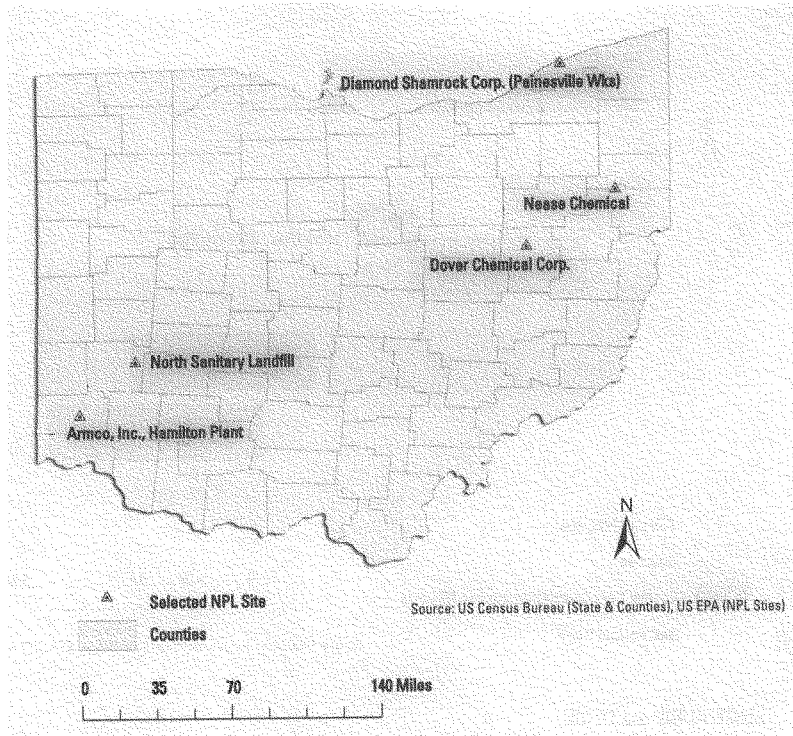 Diamond Shamrock Corp. (Painesville Wks)
Nease Chemical
Dover Chemical Corp.
North Sanitary Landfill
Armco, Inc., Hamilton Plant
N
Selected NPL Site
Source: US Census Bureau (State & Counties), US EPA (NPL Sties)
Counties
0 35 70 140 Miles